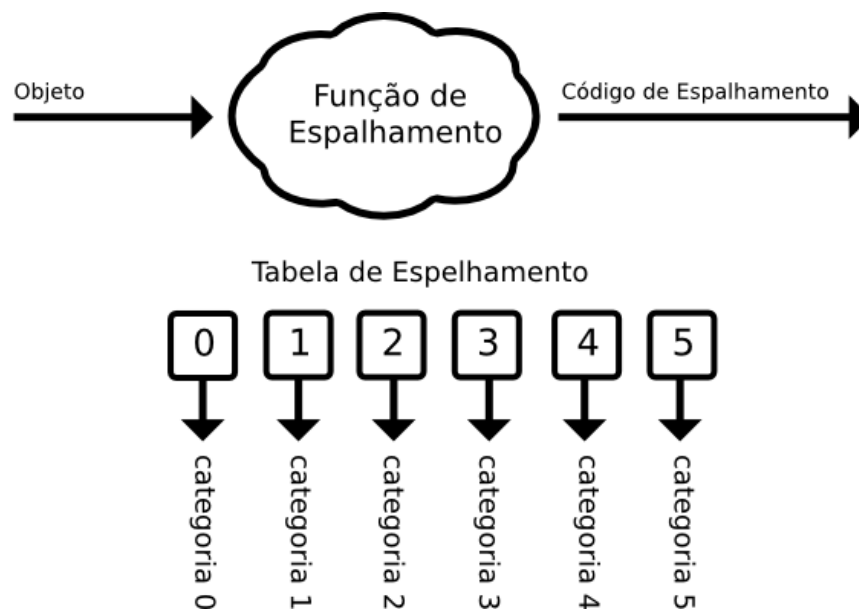 Objeto
Função de
Espalhamento
Código de Espalhamento
Tabela de Espelhamento
0 1 2 3 4 5
categoria 0
categoria 1
categoria 2
categoria 3
categoria 4
categoria 5